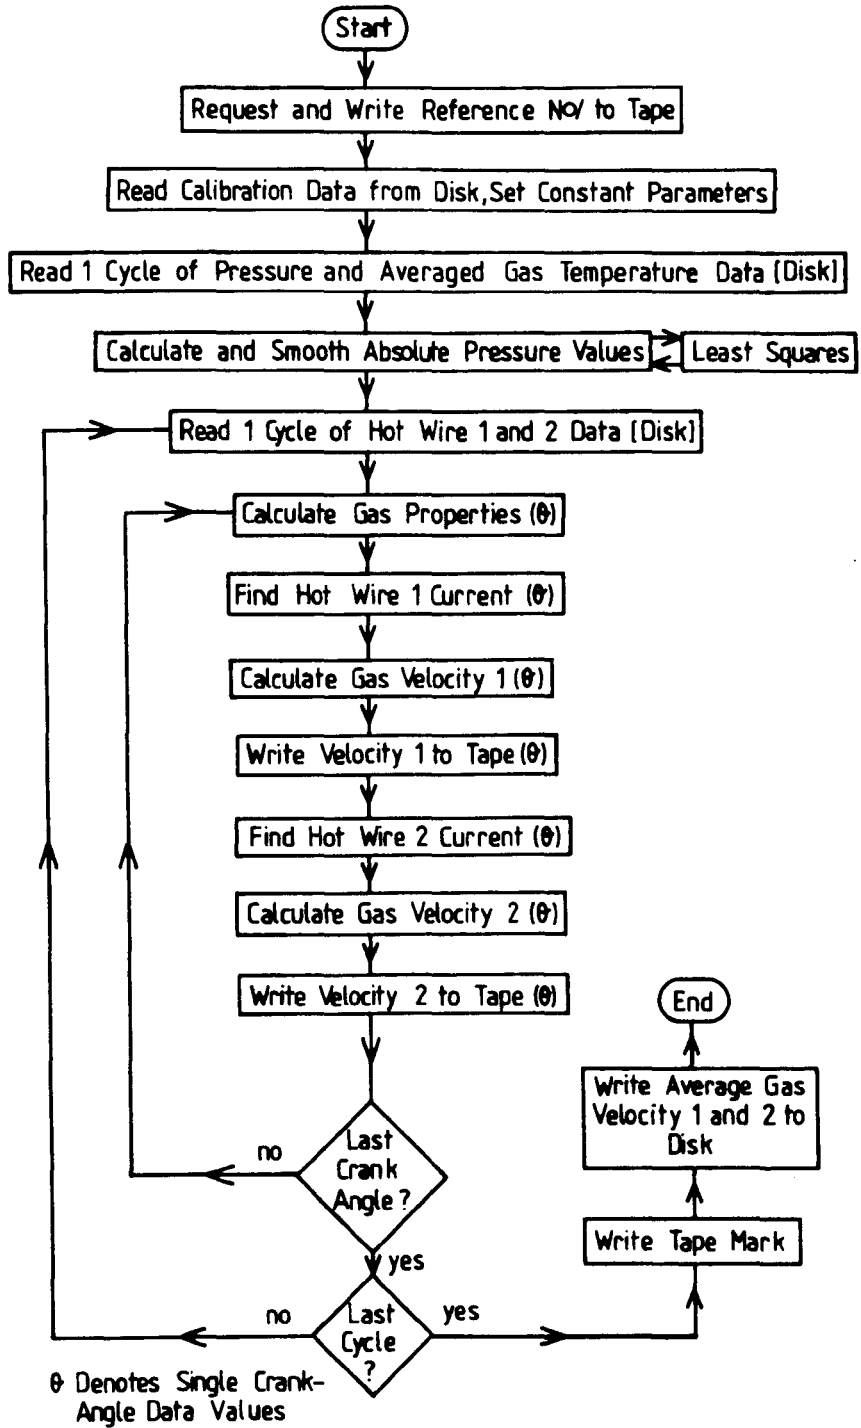 Start
Request and Write Reference No/ to Tape
Read Calibration Data from Disk,Set Constant Parameters
Read 1 Cycle of Pressure and Averaged Gas Temperature Data [Disk]
Calculate and Smooth Absolute Pressure Values
Least Squares
Read 1 Cycle of Hot Wire 1 and 2 Data [Disk]
Calculate Gas Properties (θ)
Find Hot Wire 1 Current (θ)
Calculate Gas Velocity 1 (θ)
Write Velocity 1 to Tape (θ)
Find Hot Wire 2 Current (θ)
Calculate Gas Velocity 2 (θ)
Write Velocity 2 to Tape (θ)
End
Write Average Gas
Velocity 1 and 2 to
Disk
no
Last
Crank
Angle ?
Write Tape Mark
yes
no
Last
Cycle
?
yes
θ Denotes Single Crank-
Angle Data Values